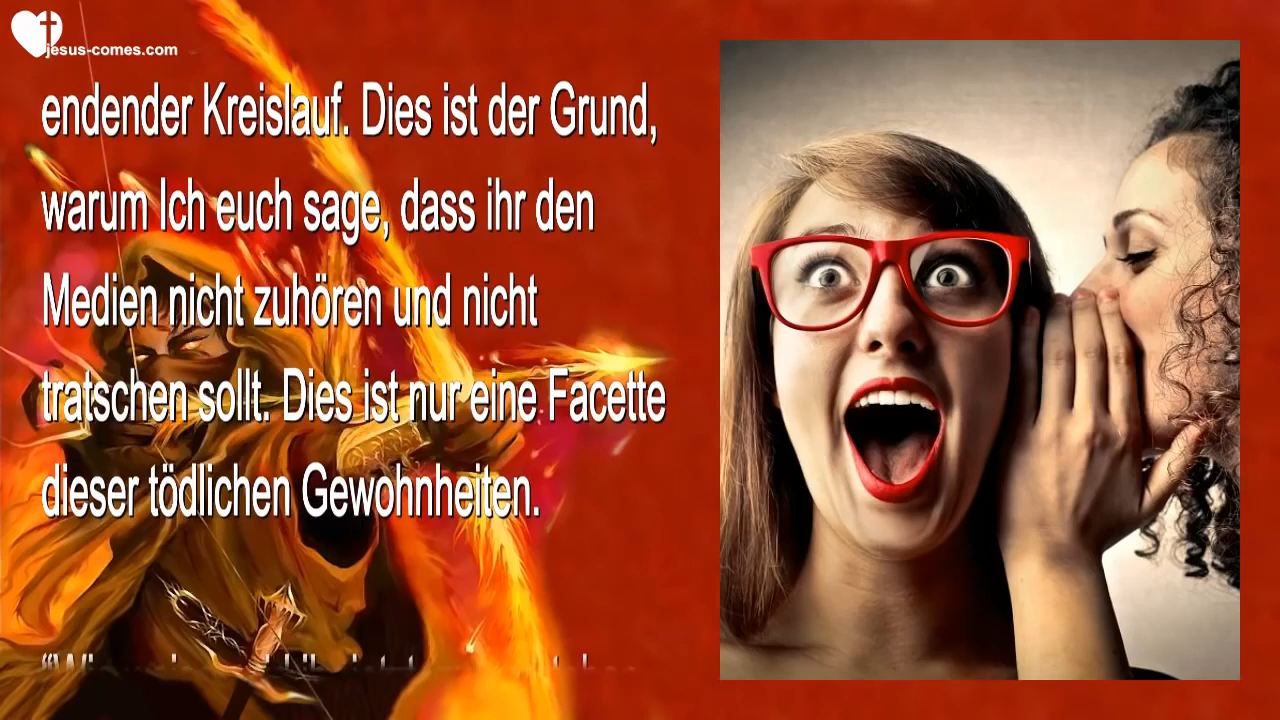 jesus-comes.com
endender Kreislauf. Dies ist der Grund,
warum Ich euch sage, dass ihr den
Medien nicht zuhören und nicht
tratschen sollt. Dies ist nur eine Facette
dieser tödlichen Gewohnheiten.